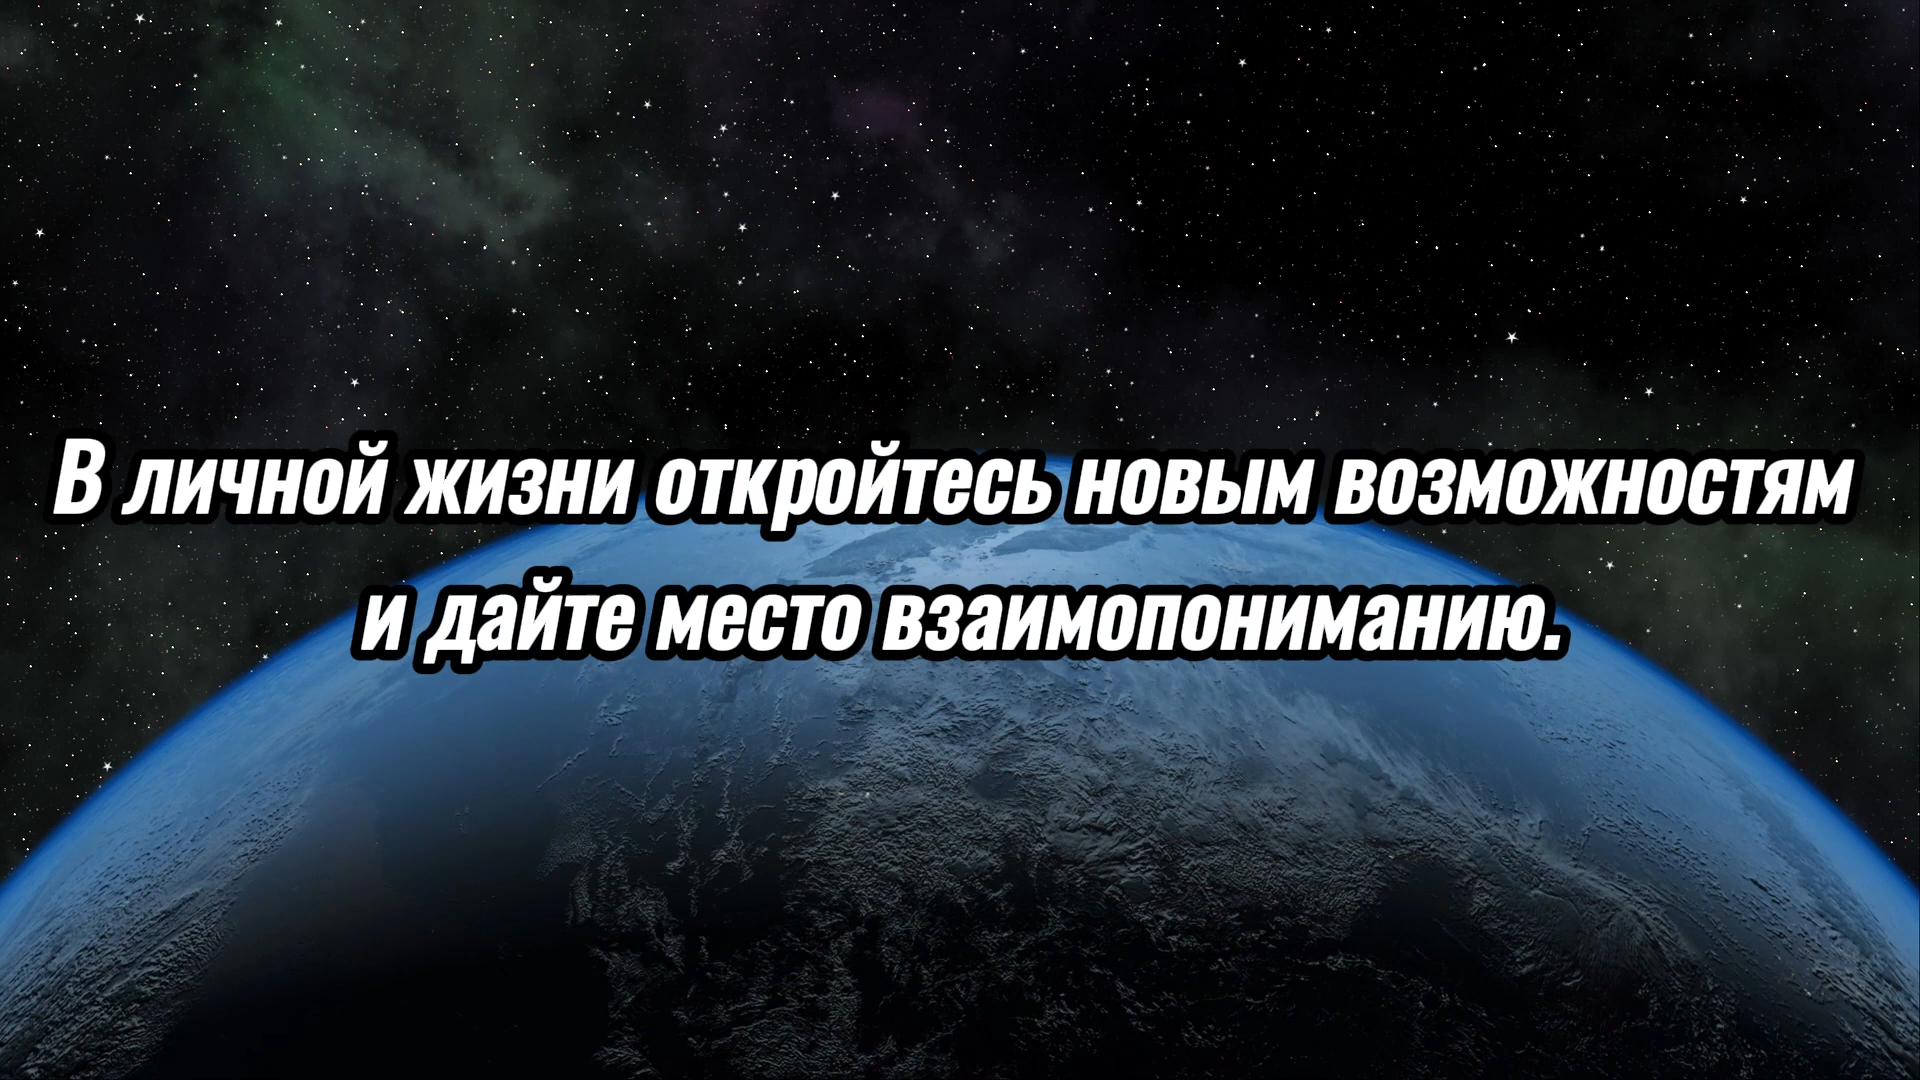 В личной жизни откройтесь новым возможностям
и дайте место взаимопониманию.